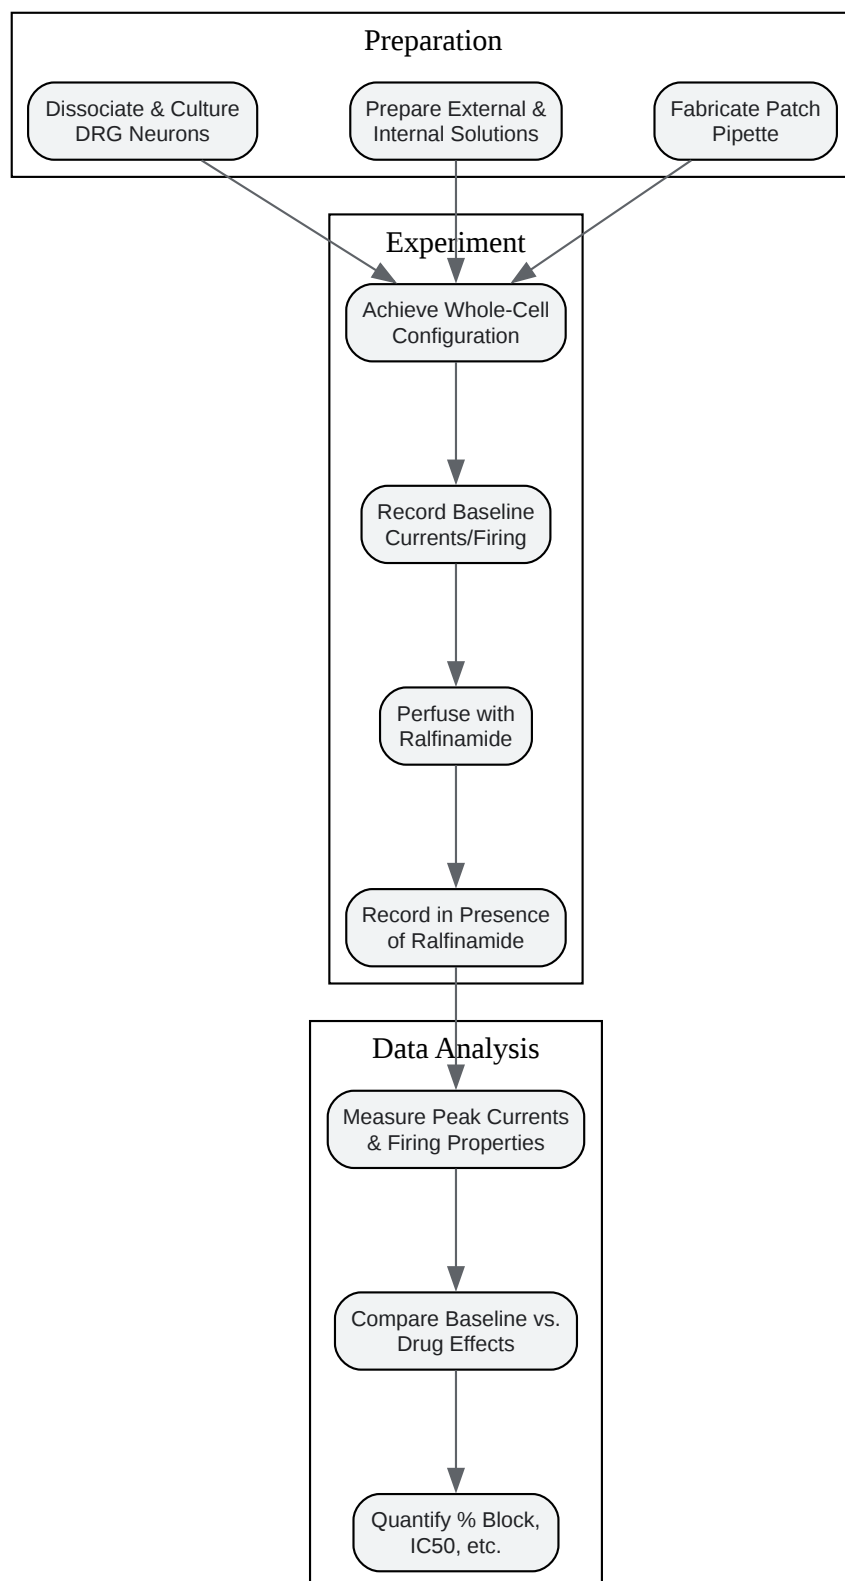 Preparation
Dissociate & Culture
DRG Neurons
Prepare External &
Internal Solutions
Fabricate Patch
Pipette
Experiment
Achieve Whole-Cell
Configuration
Record Baseline
Currents/Firing
Perfuse with
Ralfinamide
Record in Presence
of Ralfinamide
Data Analysis
Measure Peak Currents
& Firing Properties
Compare Baseline vs.
Drug Effects
Quantify % Block,
IC50, etc.